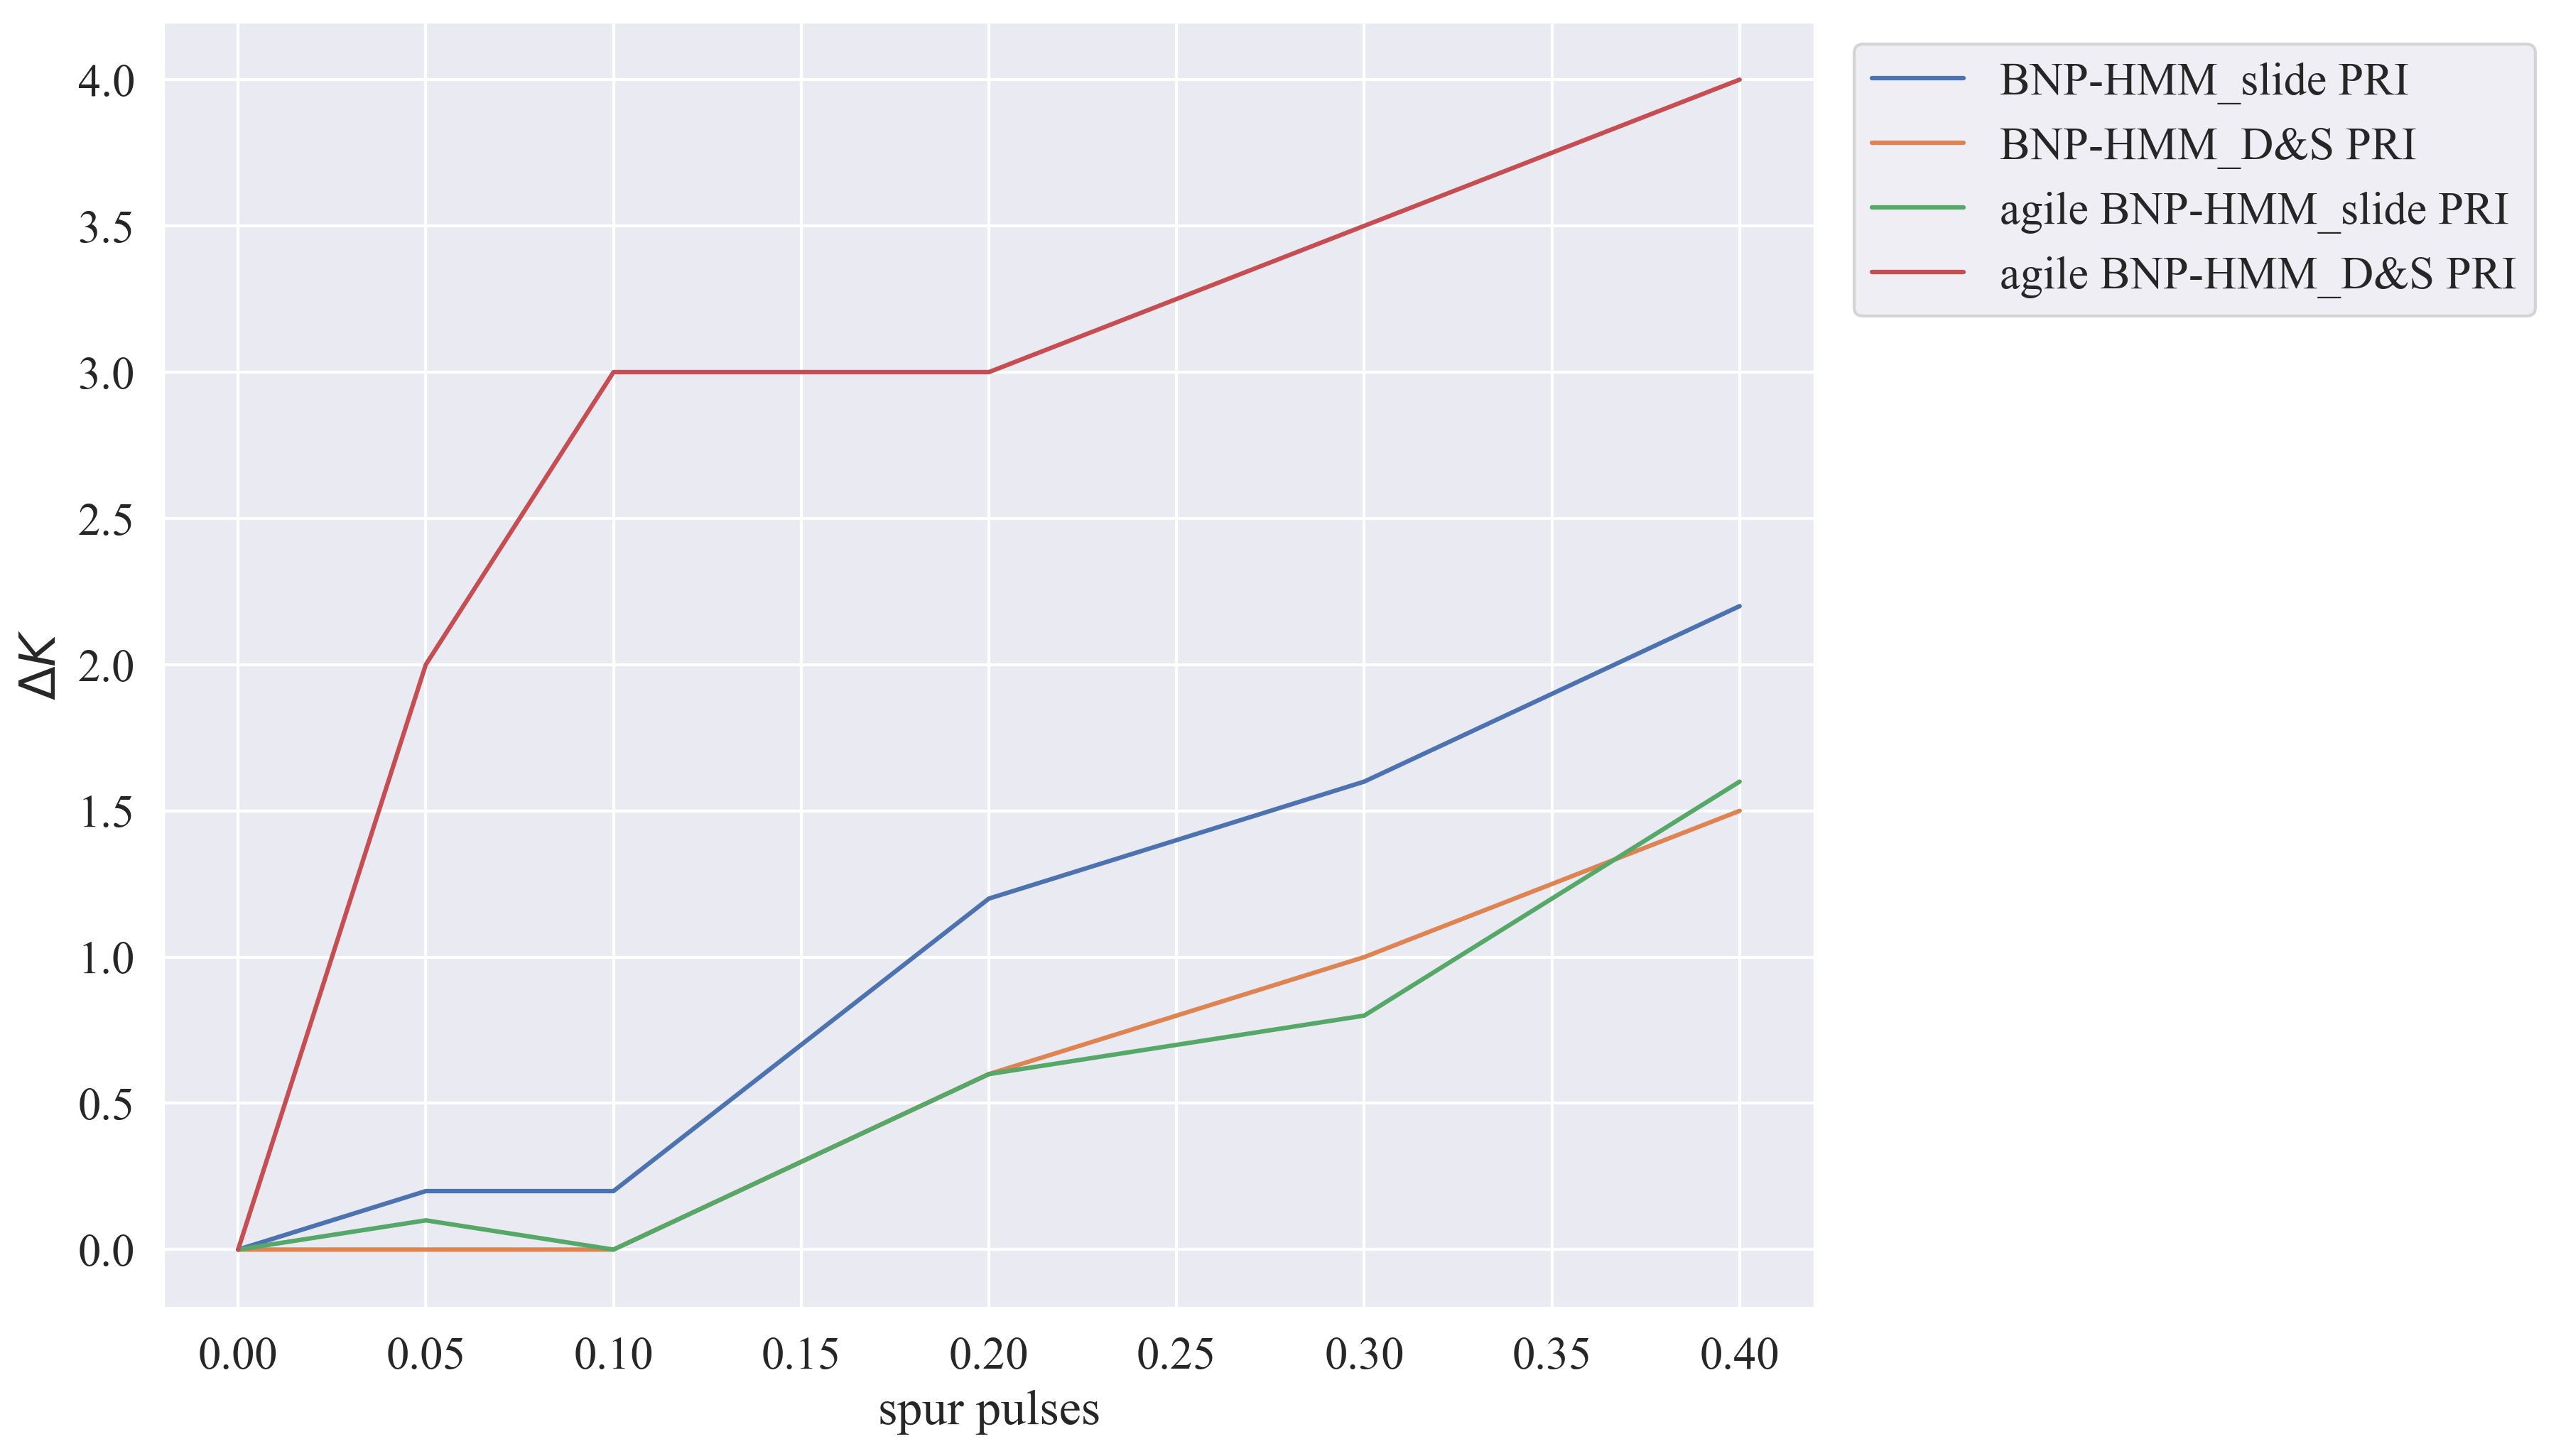 4.0
3.5
3.0
2.5
2.0
1.5
1.0
0.5
0.0
ΔK
0.00 0.05 0.10 0.15 0.20 0.25 0.30 0.35 0.40
spur pulses
BNP-HMM_slide PRI
BNP-HMM_D&S PRI
agile BNP-HMM_slide PRI
agile BNP-HMM_D&S PRI